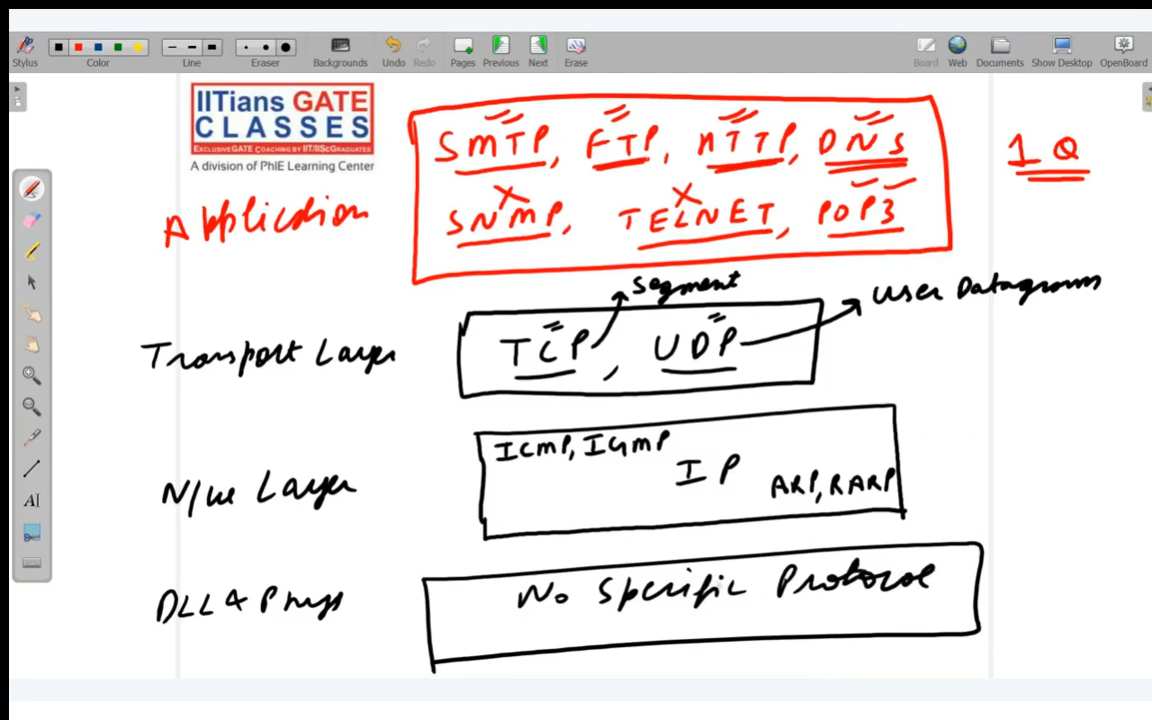 Stylus Color Line Eraser Backgrounds Undo Redo Pages Previous Next Erase Board Web Documents Show Desktop OpenBoard
IITians GATE
CLASSES
EXCLUSIVE GATE COACHING BY IIT/IISc GRADUATES
A division of PhIE Learning Center
SMTP, FTP, HTTP, DNS
1 Q
Application
SNMP, TELNET, POP3
Segment
User Datagrams
Transport Layer
TCP, UDP
ICMP, IGMP
IP
N/w Layer
ARP, RARP
AI
DLL & Phys
No Specific Protocol